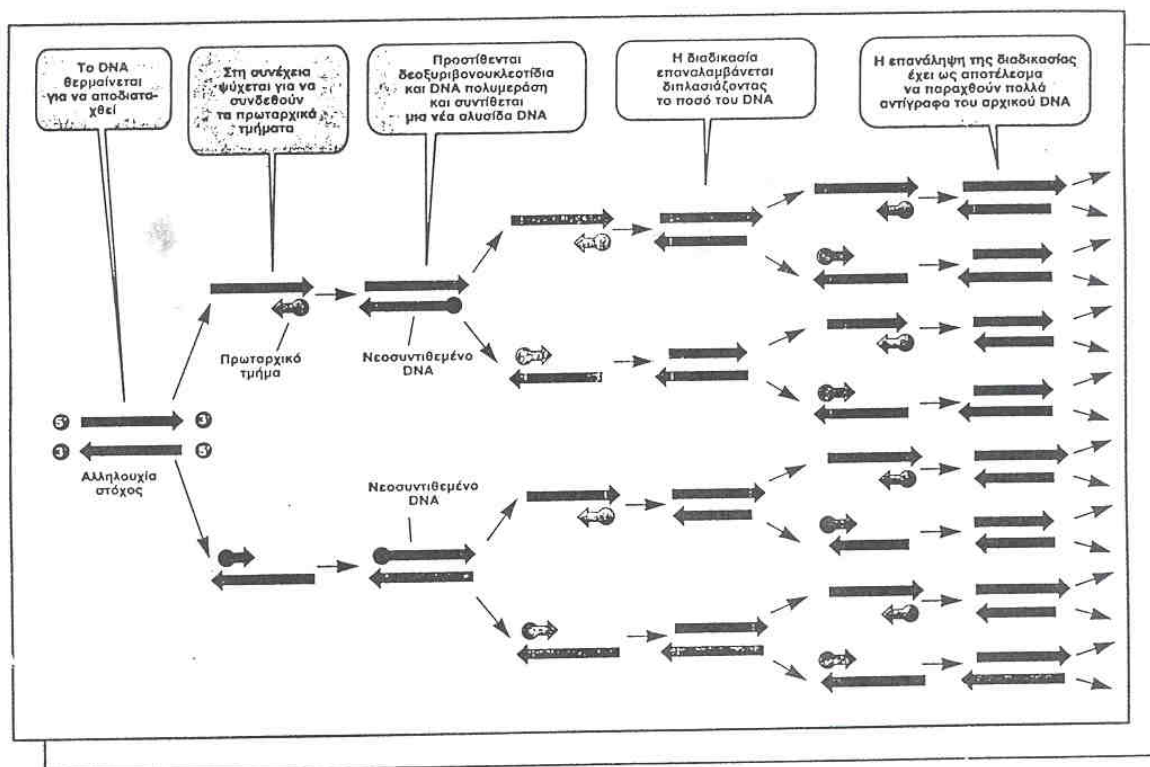 Το DNA
θερμαίνεται
για να αποδιατα-
χθεί
Στη συνέχεια
ψύχεται για να
συνδεθούν
τα πρωταρχικά
τμήματα
Προστίθενται
δεοξυριβονουκλεοτίδια
και DNA πολυμεράση
και συντίθεται
μια νέα αλυσίδα DNA
Η διαδικασία
επαναλαμβάνεται
διπλασιάζοντας
το ποσό του DNA
Η επανάληψη της διαδικασίας
έχει ως αποτέλεσμα
να παραχθούν πολλά
αντίγραφα του αρχικού DNA
Πρωταρχικό
τμήμα
Νεοσυντιθεμένο
DNA
5' 3'
3' 5'
Αλληλουχία
στόχος
Νεοσυντιθεμένο
DNA